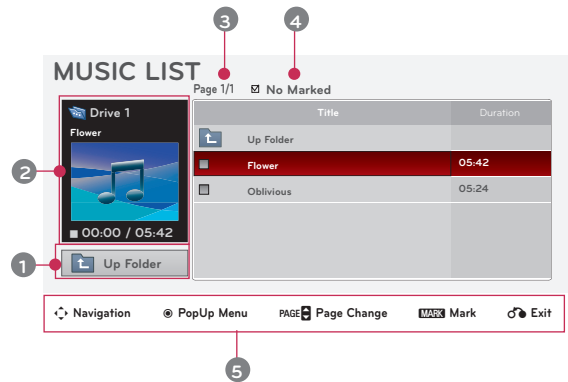 3
4
MUSIC LIST
Page 1/1 No Marked
Drive 1
Flower
00:00 / 05:42
Up Folder
Title Duration
Up Folder
Flower 05:42
Oblivious 05:24
2
1
Navigation PopUp Menu PAGE Page Change MARK Mark Exit
5